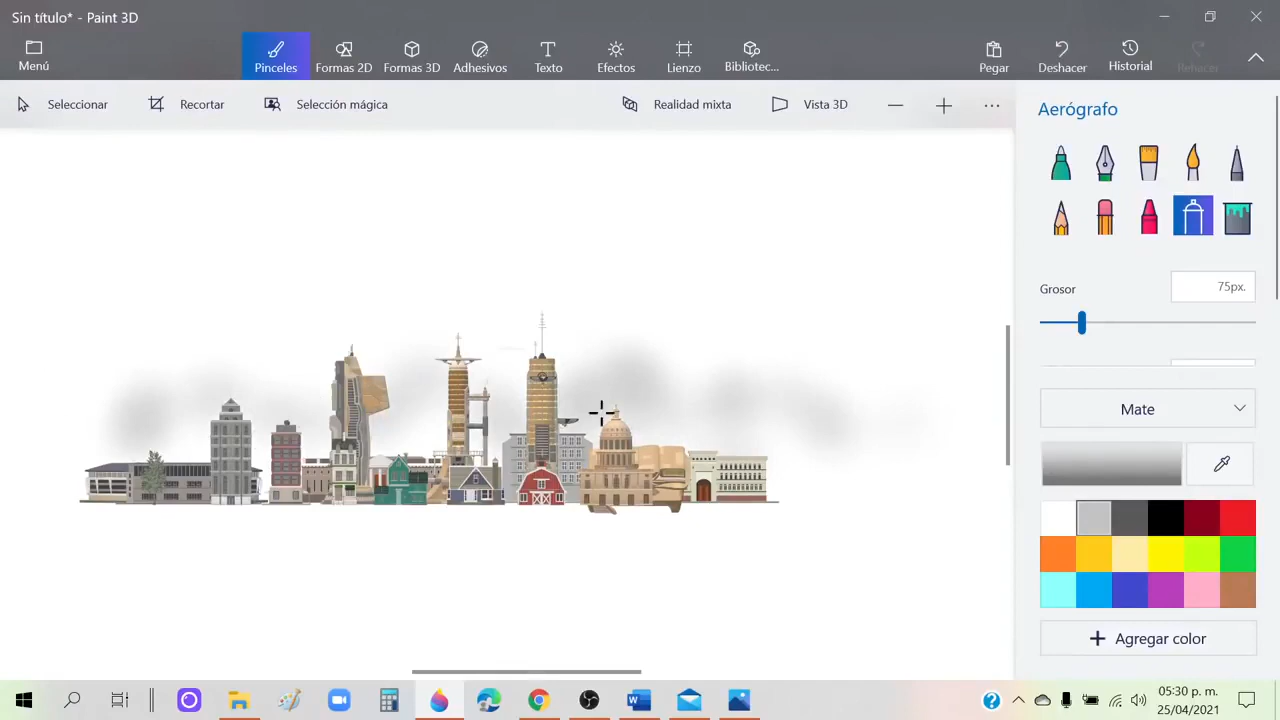 Sin título* - Paint 3D
Menú
Pinceles
Formas 2D
Formas 3D
Adhesivos
Texto
Efectos
Lienzo
Bibliotec...
Pegar
Deshacer
Historial
Rehacer
Seleccionar
Recortar
Selección mágica
Realidad mixta
Vista 3D
Aerógrafo
Grosor
75px.
Mate
Agregar color
05:30 p. m.
25/04/2021